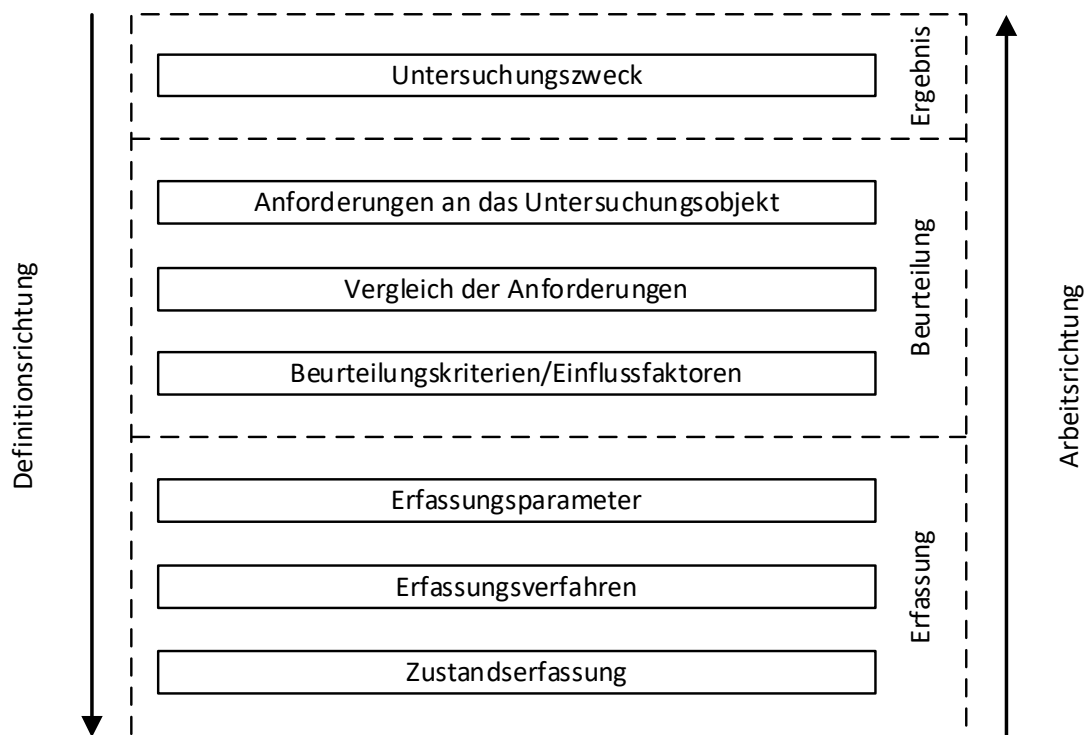 Untersuchungszweck
Ergebnis
Anforderungen an das Untersuchungsobjekt
Vergleich der Anforderungen
Beurteilungskriterien/Einflussfaktoren
Beurteilung
Erfassungsparameter
Erfassungsverfahren
Zustandserfassung
Erfassung
Definitionsrichtung
Arbeitsrichtung